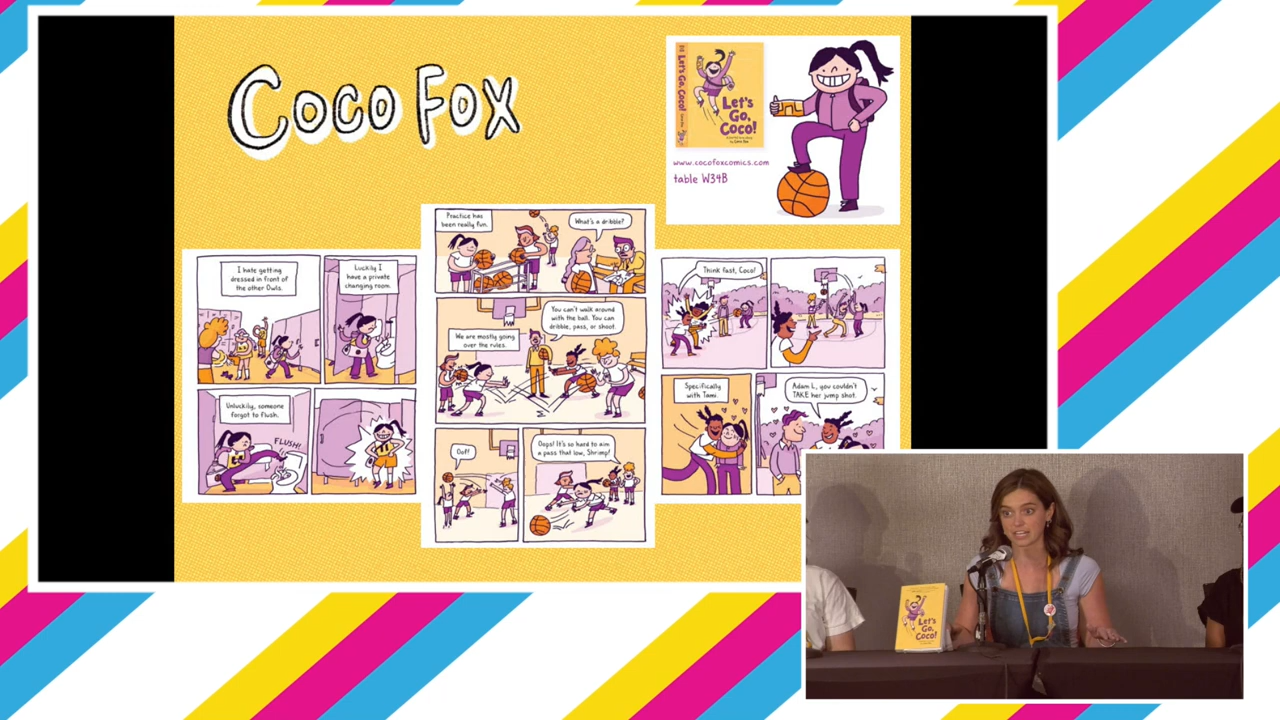 Coco Fox
Let's Go, Coco!
Let's
Go,
Coco!
www.cocofoxcomics.com
table W34B
I hate getting
dressed in front of
the other Owls.
Luckily I
have a private
changing room.
Unluckily, someone
forgot to flush.
FLUSH!
Practice has
been really fun.
What's a dribble?
We are mostly going
over the rules.
You can't walk around
with the ball. You can
dribble, pass, or shoot.
Oof!
Oops! It's so hard to aim
a pass that low, Shrimp!
Think fast, Coco!
Specifically
with Tami.
Adam L, you couldn't
TAKE her jump shot.
Let's
Go,
Coco!